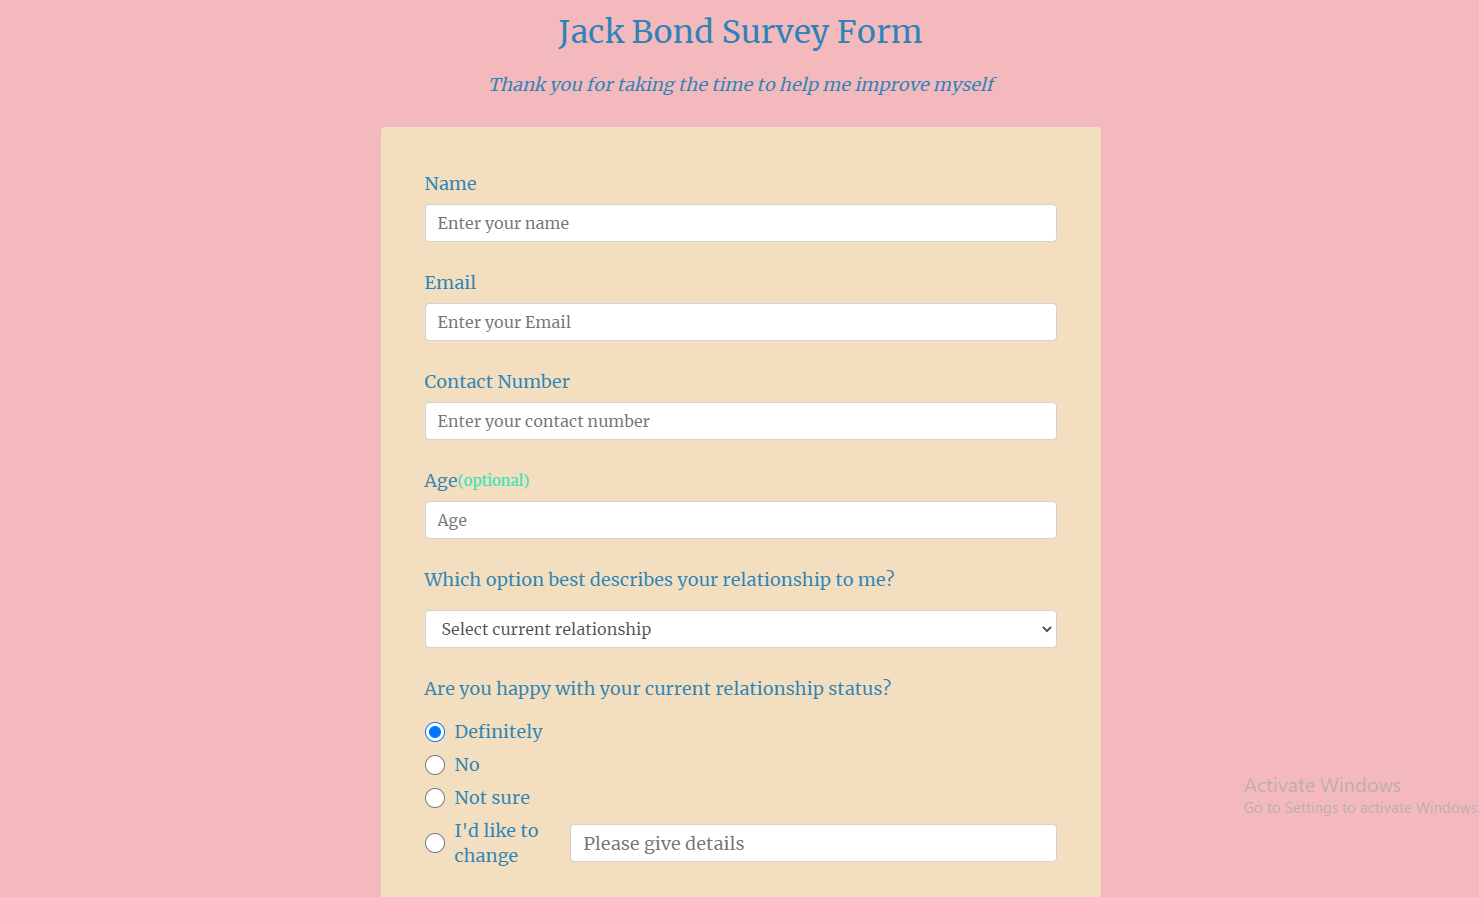 Jack Bond Survey Form
Thank you for taking the time to help me improve myself
Name
Enter your name
Email
Enter your Email
Contact Number
Enter your contact number
Age(optional)
Age
Which option best describes your relationship to me?
Select current relationship
Are you happy with your current relationship status?
Definitely
No
Not sure
I'd like to
change
Please give details
Activate Windows
Go to Settings to activate Windows.